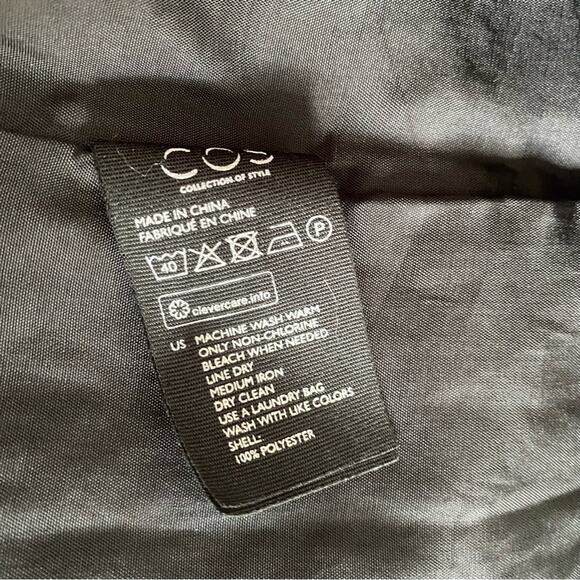 COS
COLLECTION OF STYLE
MADE IN CHINA
FABRIQUÉ EN CHINE
40 P
clevercare.info
US MACHINE WASH WARM
ONLY NON-CHLORINE
BLEACH WHEN NEEDED
LINE DRY
MEDIUM IRON
DRY CLEAN
USE A LAUNDRY BAG
WASH WITH LIKE COLORS
SHELL:
100% POLYESTER